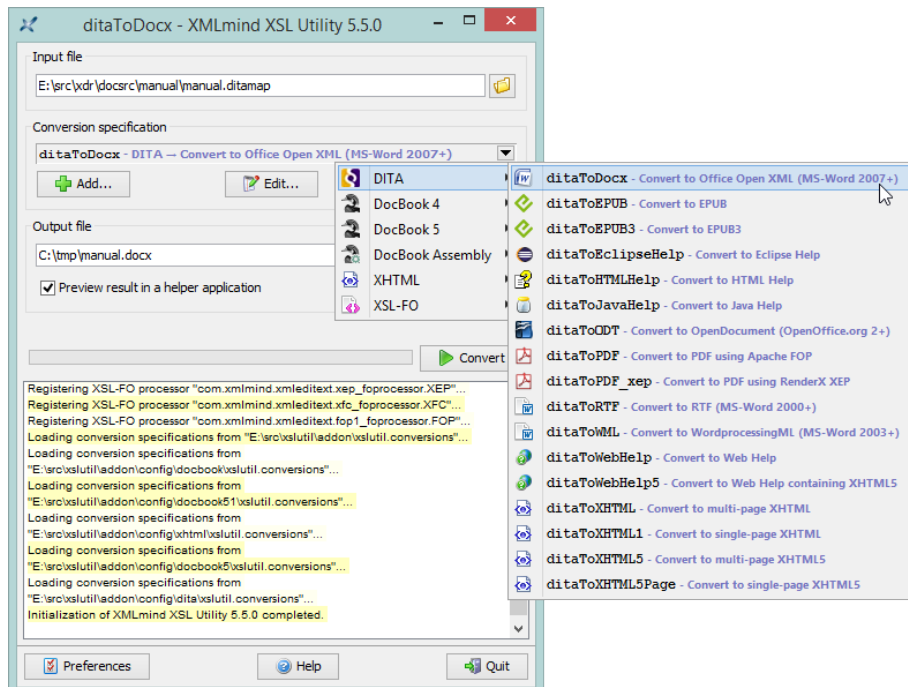 ditaToDocx - XMLmind XSL Utility 5.5.0
Input file
E:\src\xdr\docsrc\manual\manual.ditamap
Conversion specification
ditaToDocx - DITA → Convert to Office Open XML (MS-Word 2007+)
Add...
Edit...
Output file
C:\tmp\manual.docx
Preview result in a helper application
Convert
DITA
DocBook 4
DocBook 5
DocBook Assembly
XHTML
XSL-FO
ditaToDocx - Convert to Office Open XML (MS-Word 2007+)
ditaToEPUB - Convert to EPUB
ditaToEPUB3 - Convert to EPUB3
ditaToEclipseHelp - Convert to Eclipse Help
ditaToHTMLHelp - Convert to HTML Help
ditaToJavaHelp - Convert to Java Help
ditaToODT - Convert to OpenDocument (OpenOffice.org 2+)
ditaToPDF - Convert to PDF using Apache FOP
ditaToPDF_xep - Convert to PDF using RenderX XEP
ditaToRTF - Convert to RTF (MS-Word 2000+)
ditaToWML - Convert to WordprocessingML (MS-Word 2003+)
ditaToWebHelp - Convert to Web Help
ditaToWebHelp5 - Convert to Web Help containing XHTML5
ditaToXHTML - Convert to multi-page XHTML
ditaToXHTML1 - Convert to single-page XHTML
ditaToXHTML5 - Convert to multi-page XHTML5
ditaToXHTML5Page - Convert to single-page XHTML5
Registering XSL-FO processor "com.xmlmind.xmleditext.xep_foprocessor.XEP"...
Registering XSL-FO processor "com.xmlmind.xmleditext.xfc_foprocessor.XFC"...
Registering XSL-FO processor "com.xmlmind.xmleditext.fop1_foprocessor.FOP"...
Loading conversion specifications from "E:\src\xslutil\addon\xslutil.conversions"...
Loading conversion specifications from
"E:\src\xslutil\addon\config\docbook\xslutil.conversions"...
Loading conversion specifications from
"E:\src\xslutil\addon\config\docbook51\xslutil.conversions"...
Loading conversion specifications from
"E:\src\xslutil\addon\config\xhtml\xslutil.conversions"...
Loading conversion specifications from
"E:\src\xslutil\addon\config\docbook5\xslutil.conversions"...
Loading conversion specifications from
"E:\src\xslutil\addon\config\dita\xslutil.conversions"...
Initialization of XMLmind XSL Utility 5.5.0 completed.
Preferences
Help
Quit